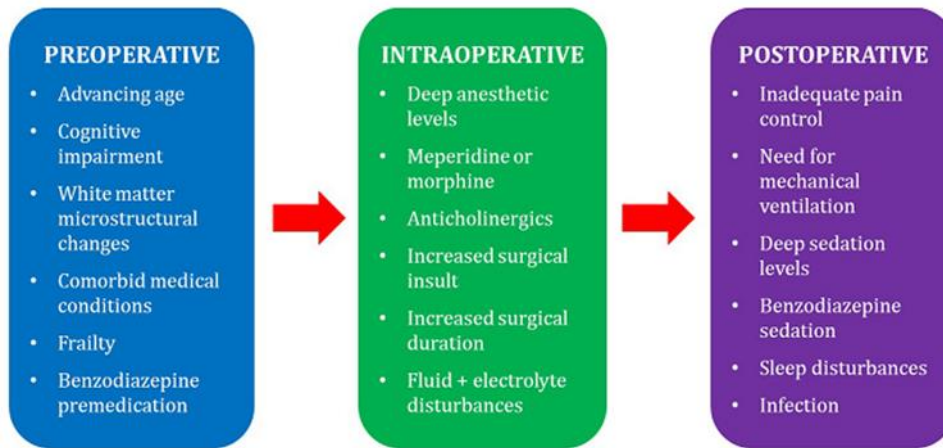 PREOPERATIVE
• Advancing age
• Cognitive
impairment
• White matter
microstructural
changes
• Comorbid medical
conditions
• Frailty
• Benzodiazepine
premedication
INTRAOPERATIVE
• Deep anesthetic
levels
• Meperidine or
morphine
• Anticholinergics
• Increased surgical
insult
• Increased surgical
duration
• Fluid + electrolyte
disturbances
POSTOPERATIVE
• Inadequate pain
control
• Need for
mechanical
ventilation
• Deep sedation
levels
• Benzodiazepine
sedation
• Sleep disturbances
• Infection